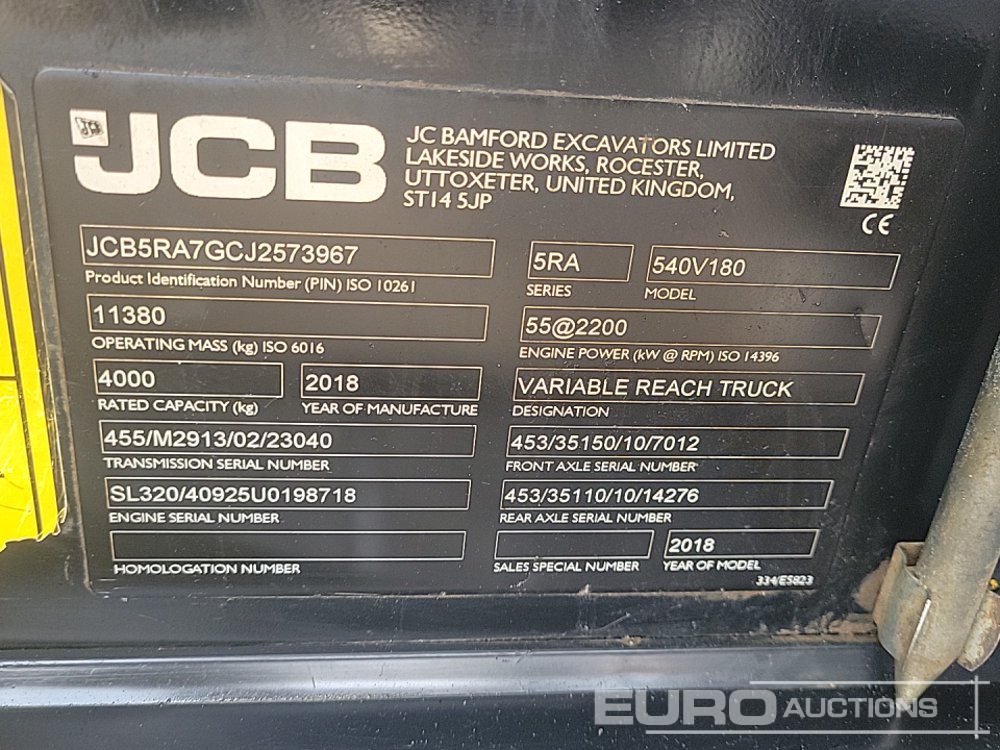 JCB
JC BAMFORD EXCAVATORS LIMITED
LAKESIDE WORKS, ROCESTER,
UTTOXETER, UNITED KINGDOM,
ST14 5JP
CE
JCB5RA7GCJ2573967
Product Identification Number (PIN) ISO 10261
5RA
SERIES
540V180
MODEL
11380
OPERATING MASS (kg) ISO 6016
55@2200
ENGINE POWER (kW @ RPM) ISO 14396
4000
RATED CAPACITY (kg)
2018
YEAR OF MANUFACTURE
VARIABLE REACH TRUCK
DESIGNATION
455/M2913/02/23040
TRANSMISSION SERIAL NUMBER
453/35150/10/7012
FRONT AXLE SERIAL NUMBER
SL320/40925U0198718
ENGINE SERIAL NUMBER
453/35110/10/14276
REAR AXLE SERIAL NUMBER
HOMOLOGATION NUMBER
SALES SPECIAL NUMBER
2018
YEAR OF MODEL
334/E5823
EURO AUCTIONS